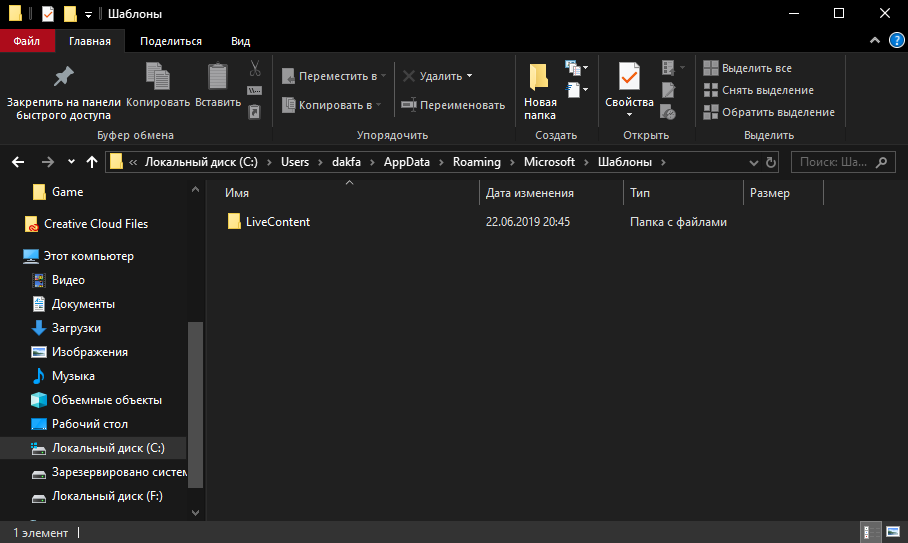 Шаблоны
Файл Главная Поделиться Вид
Закрепить на панели быстрого доступа
Копировать
Вставить
Буфер обмена
Переместить в
Копировать в
Удалить
Переименовать
Упорядочить
Новая папка
Создать
Свойства
Открыть
Выделить все
Снять выделение
Обратить выделение
Выделить
« Локальный диск (C:) > Users > dakfa > AppData > Roaming > Microsoft > Шаблоны >
Поиск: Ша...
Имя Дата изменения Тип Размер
LiveContent 22.06.2019 20:45 Папка с файлами
Game
Creative Cloud Files
Этот компьютер
Видео
Документы
Загрузки
Изображения
Музыка
Объемные объекты
Рабочий стол
Локальный диск (C:)
Зарезервировано систем
Локальный диск (F:)
1 элемент